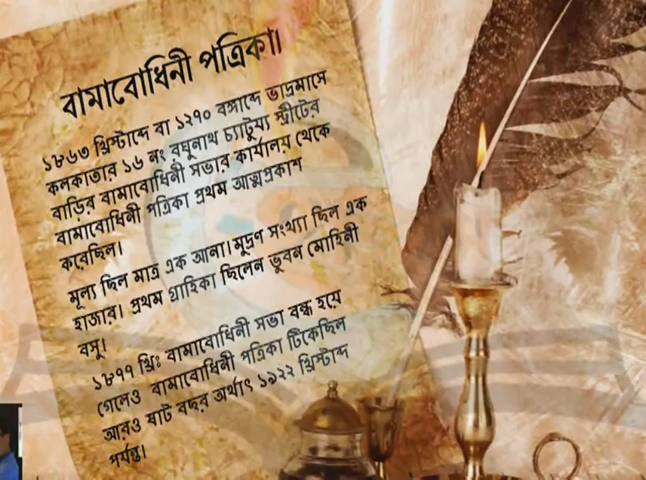 বামাবোধিনী পত্রিকা।
১৮৬৩ খ্রিস্টাব্দে বা ১২৭০ বঙ্গাব্দে ভাদ্রমাসে
কলকাতার ১৬ নং রঘুনাথ চ্যাটুয্য স্ট্রীটের
বাড়ির বামাবোধিনী সভার কার্যালয় থেকে
বামাবোধিনী পত্রিকা প্রথম আত্মপ্রকাশ
করেছিল।
মূল্য ছিল মাত্র এক আনা। মুদ্রণ সংখ্যা ছিল এক
হাজার। প্রথম গ্রাহিকা ছিলেন ভুবন মোহিনী
বসু।
১৮৭৭ খ্রিঃ বামাবোধিনী সভা বন্ধ হয়ে
গেলেও বামাবোধিনী পত্রিকা টিকেছিল
আরও ষাট বছর অর্থাৎ ১৯২২ খ্রিস্টাব্দ
পর্যন্ত।